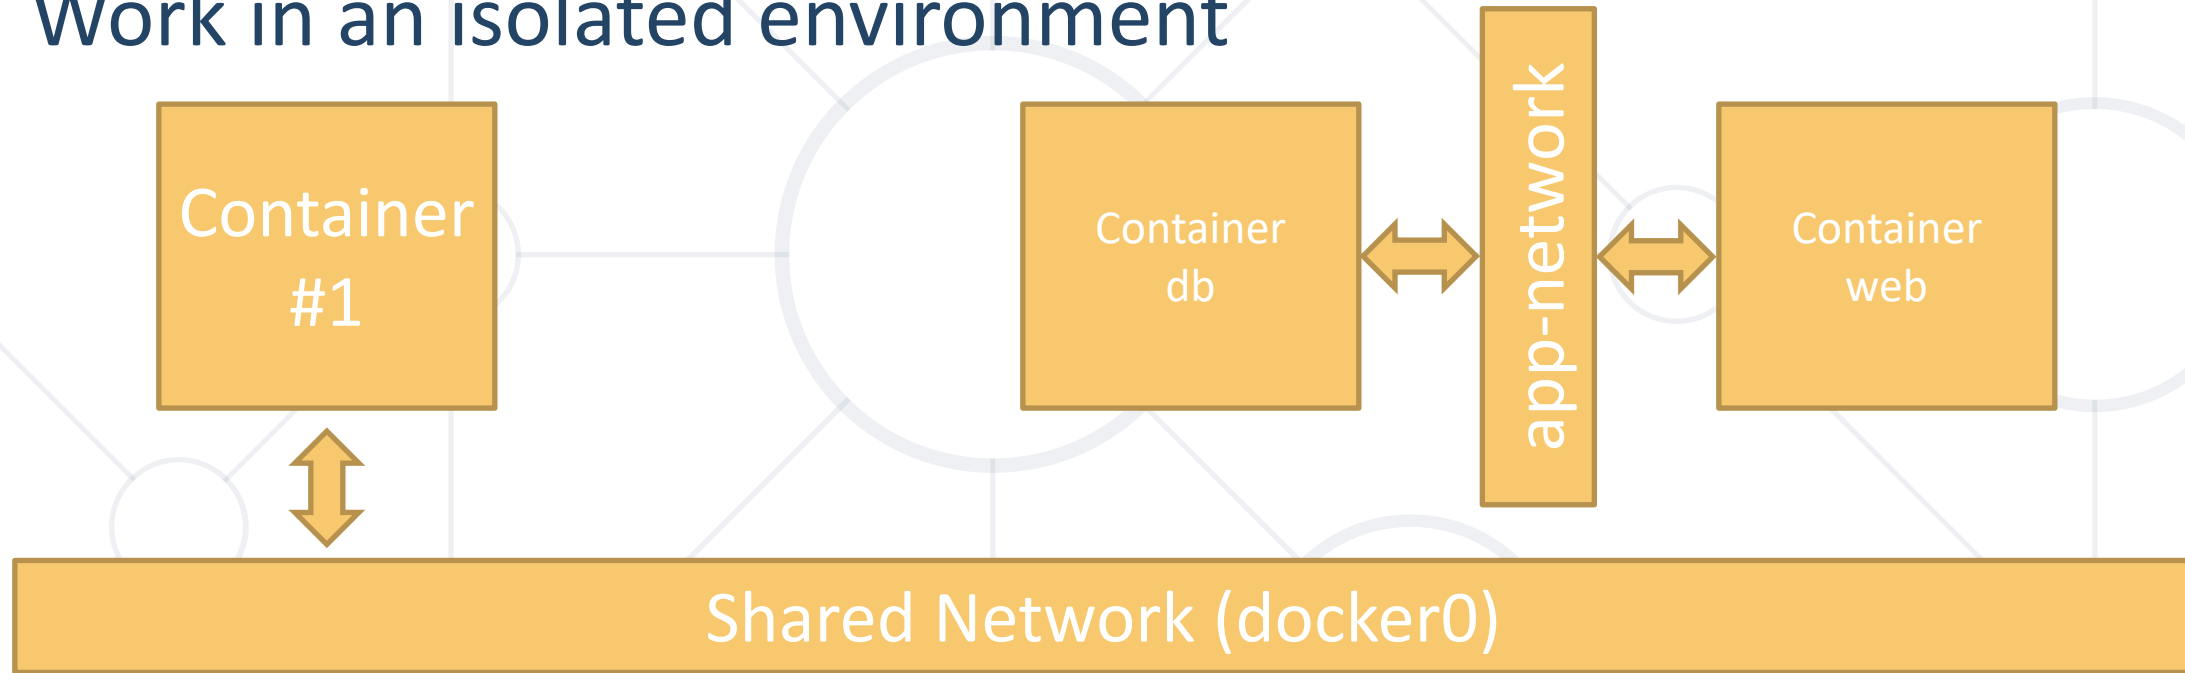 Work in an isolated environment
Container
#1
Container
db
app-network
Container
web
Shared Network (docker0)